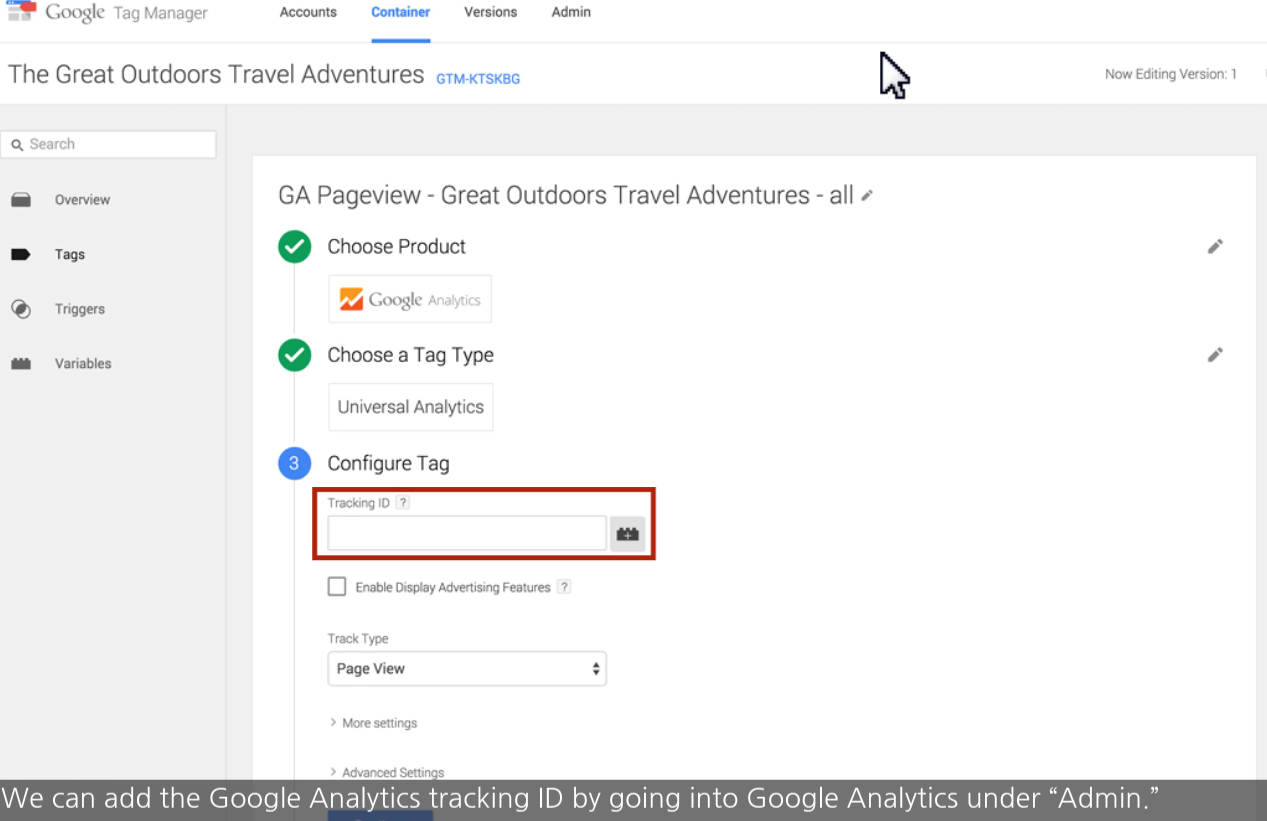 Google Tag Manager Accounts Container Versions Admin
The Great Outdoors Travel Adventures GTM-KTSKBG Now Editing Version: 1
Search
Overview
Tags
Triggers
Variables
GA Pageview - Great Outdoors Travel Adventures - all
Choose Product
Google Analytics
Choose a Tag Type
Universal Analytics
3 Configure Tag
Tracking ID ?
Enable Display Advertising Features ?
Track Type
Page View
More settings
Advanced Settings
We can add the Google Analytics tracking ID by going into Google Analytics under “Admin.”